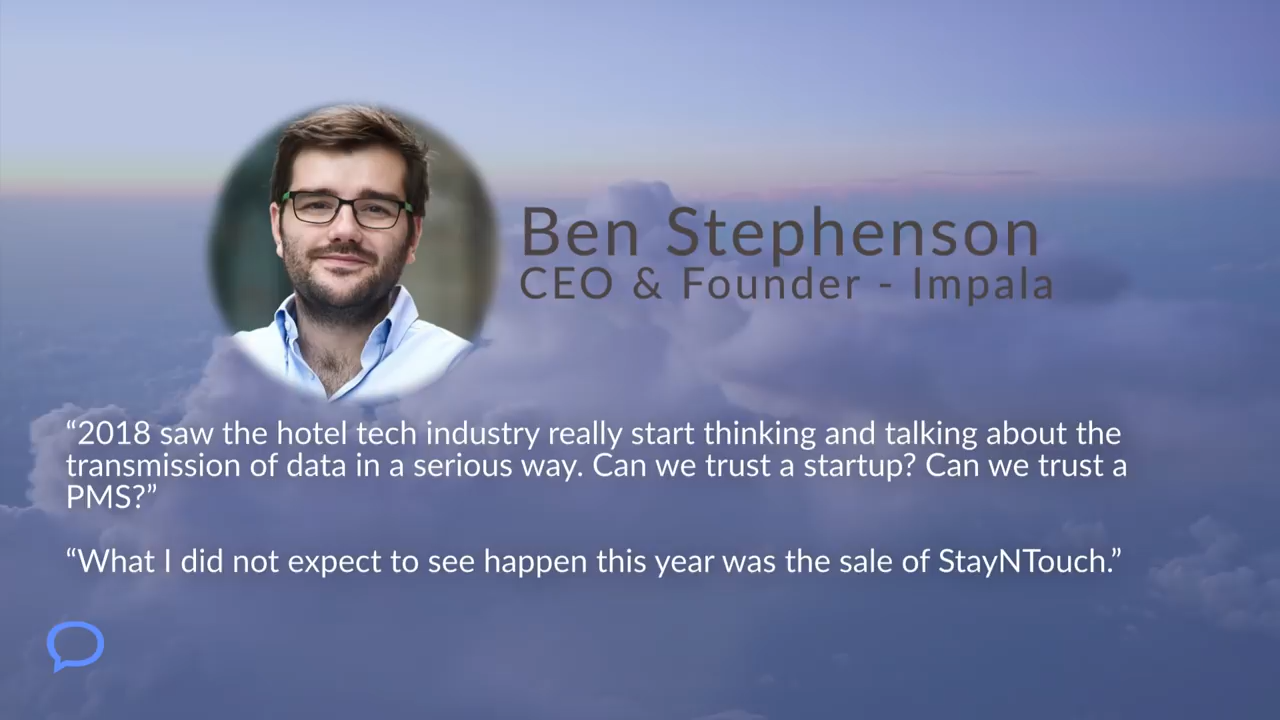 Ben Stephenson
CEO & Founder - Impala
“2018 saw the hotel tech industry really start thinking and talking about the
transmission of data in a serious way. Can we trust a startup? Can we trust a
PMS?”
“What I did not expect to see happen this year was the sale of StayNTouch.”